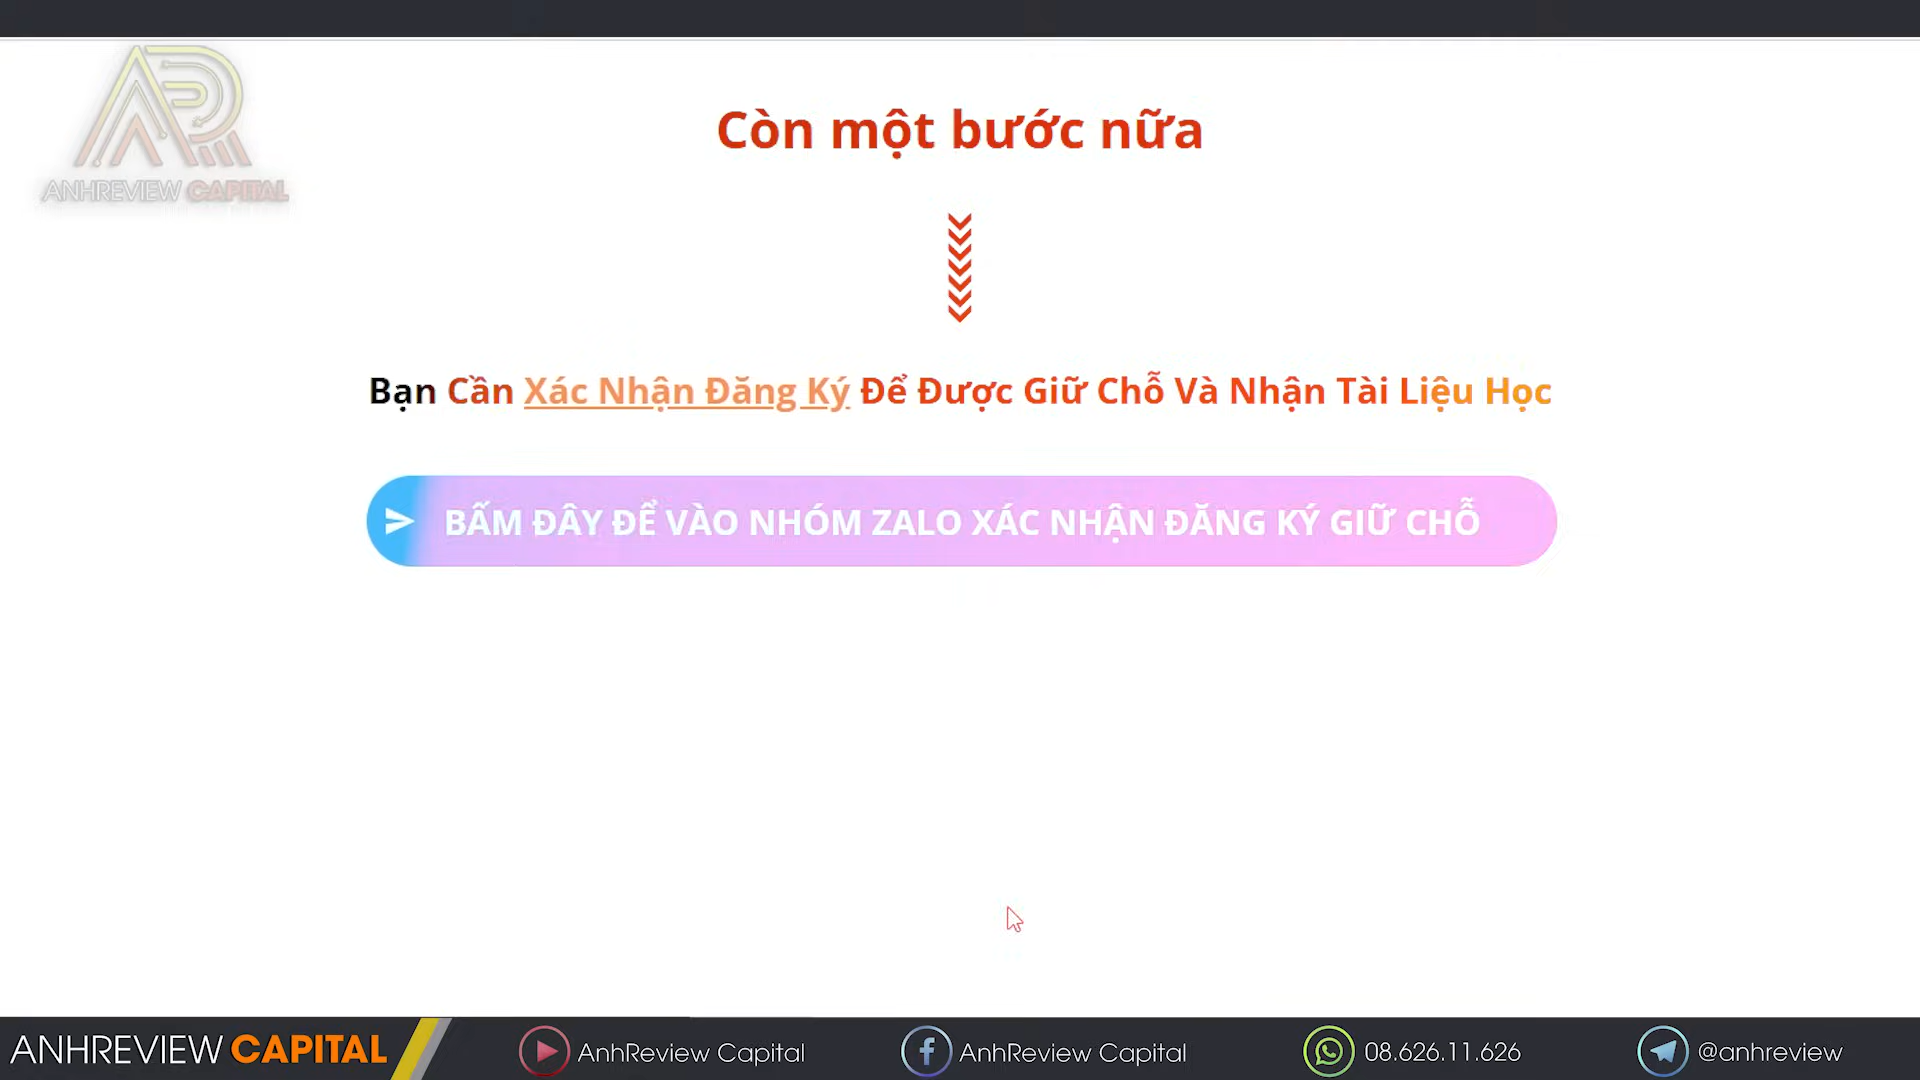 ANHREVIEW CAPITAL
Còn một bước nữa
Bạn Cần Xác Nhận Đăng Ký Để Được Giữ Chỗ Và Nhận Tài Liệu Học
BẤM ĐÂY ĐỂ VÀO NHÓM ZALO XÁC NHẬN ĐĂNG KÝ GIỮ CHỖ
ANHREVIEW CAPITAL
AnhReview Capital
AnhReview Capital
08.626.11.626
@anhreview